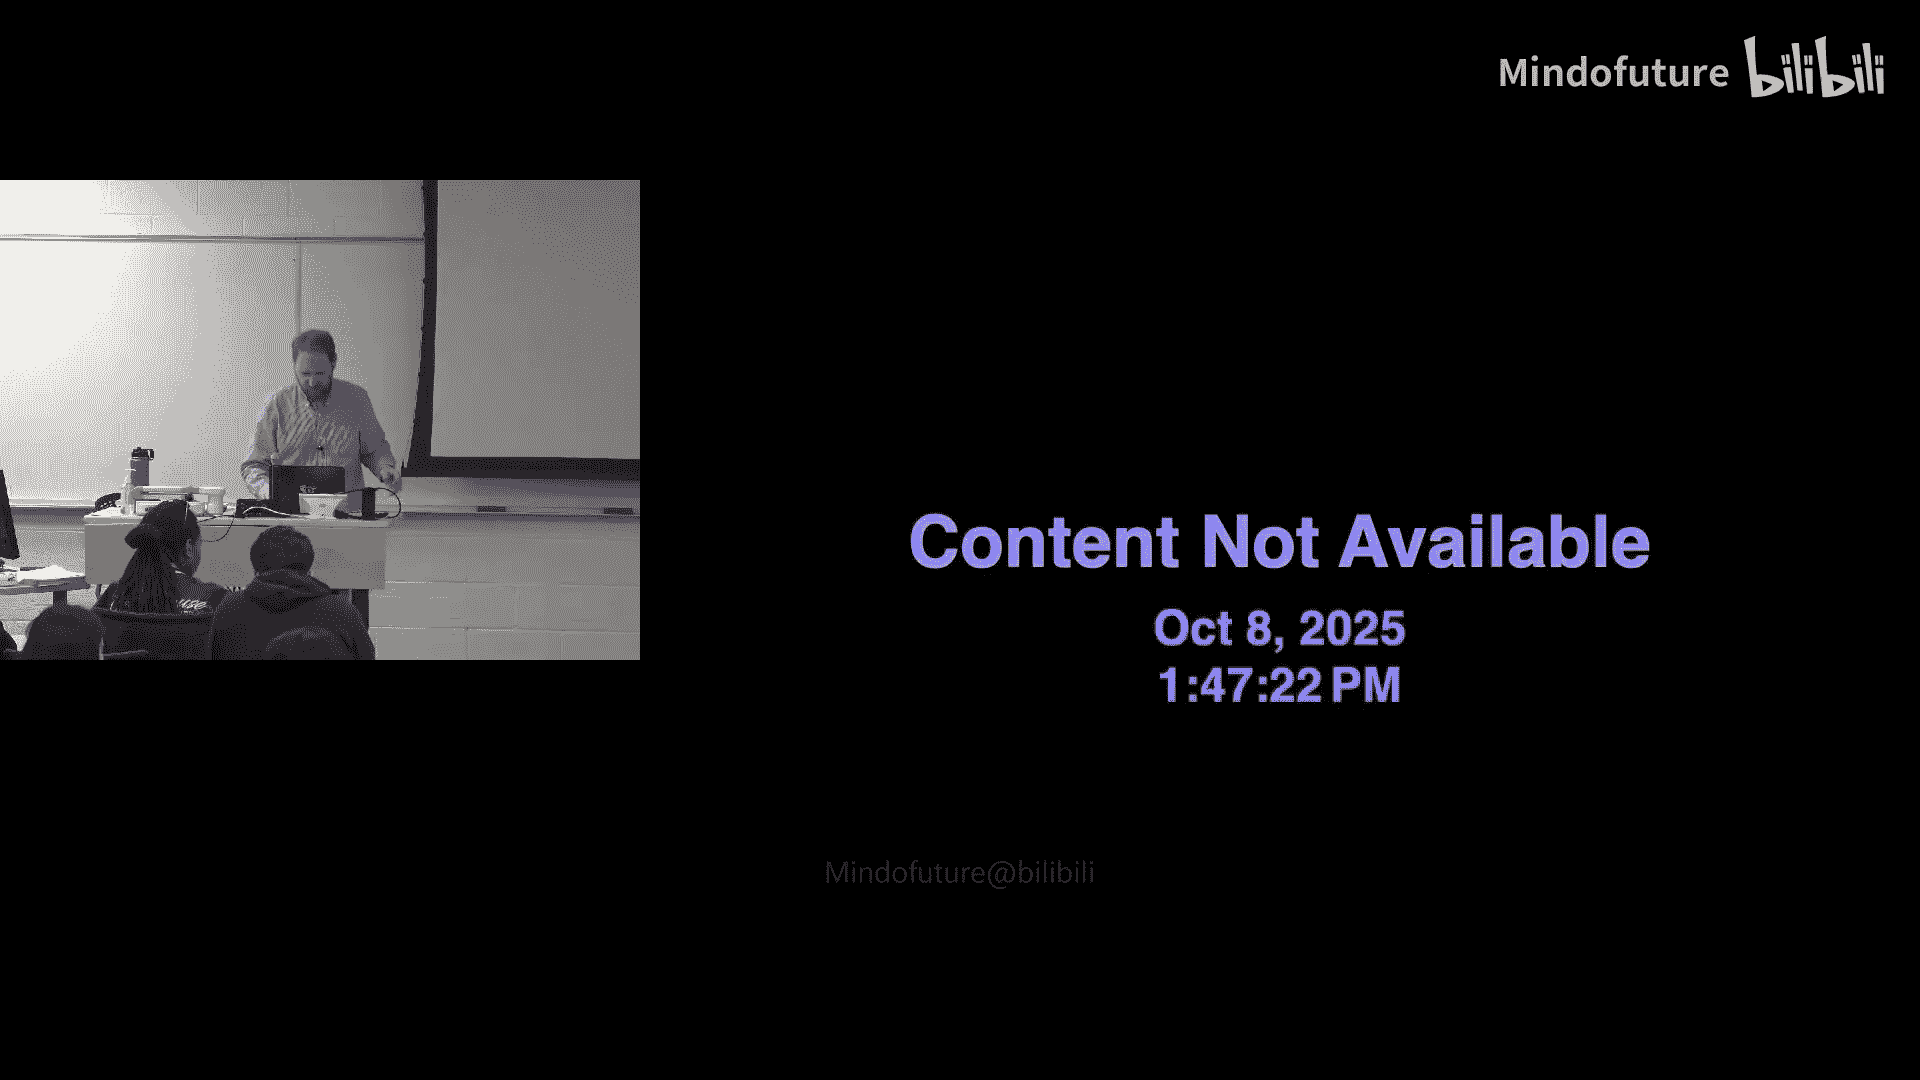 Mindofuture bilibili
Content Not Available
Oct 8, 2025
1:47:22 PM
Mindofuture@bilibili